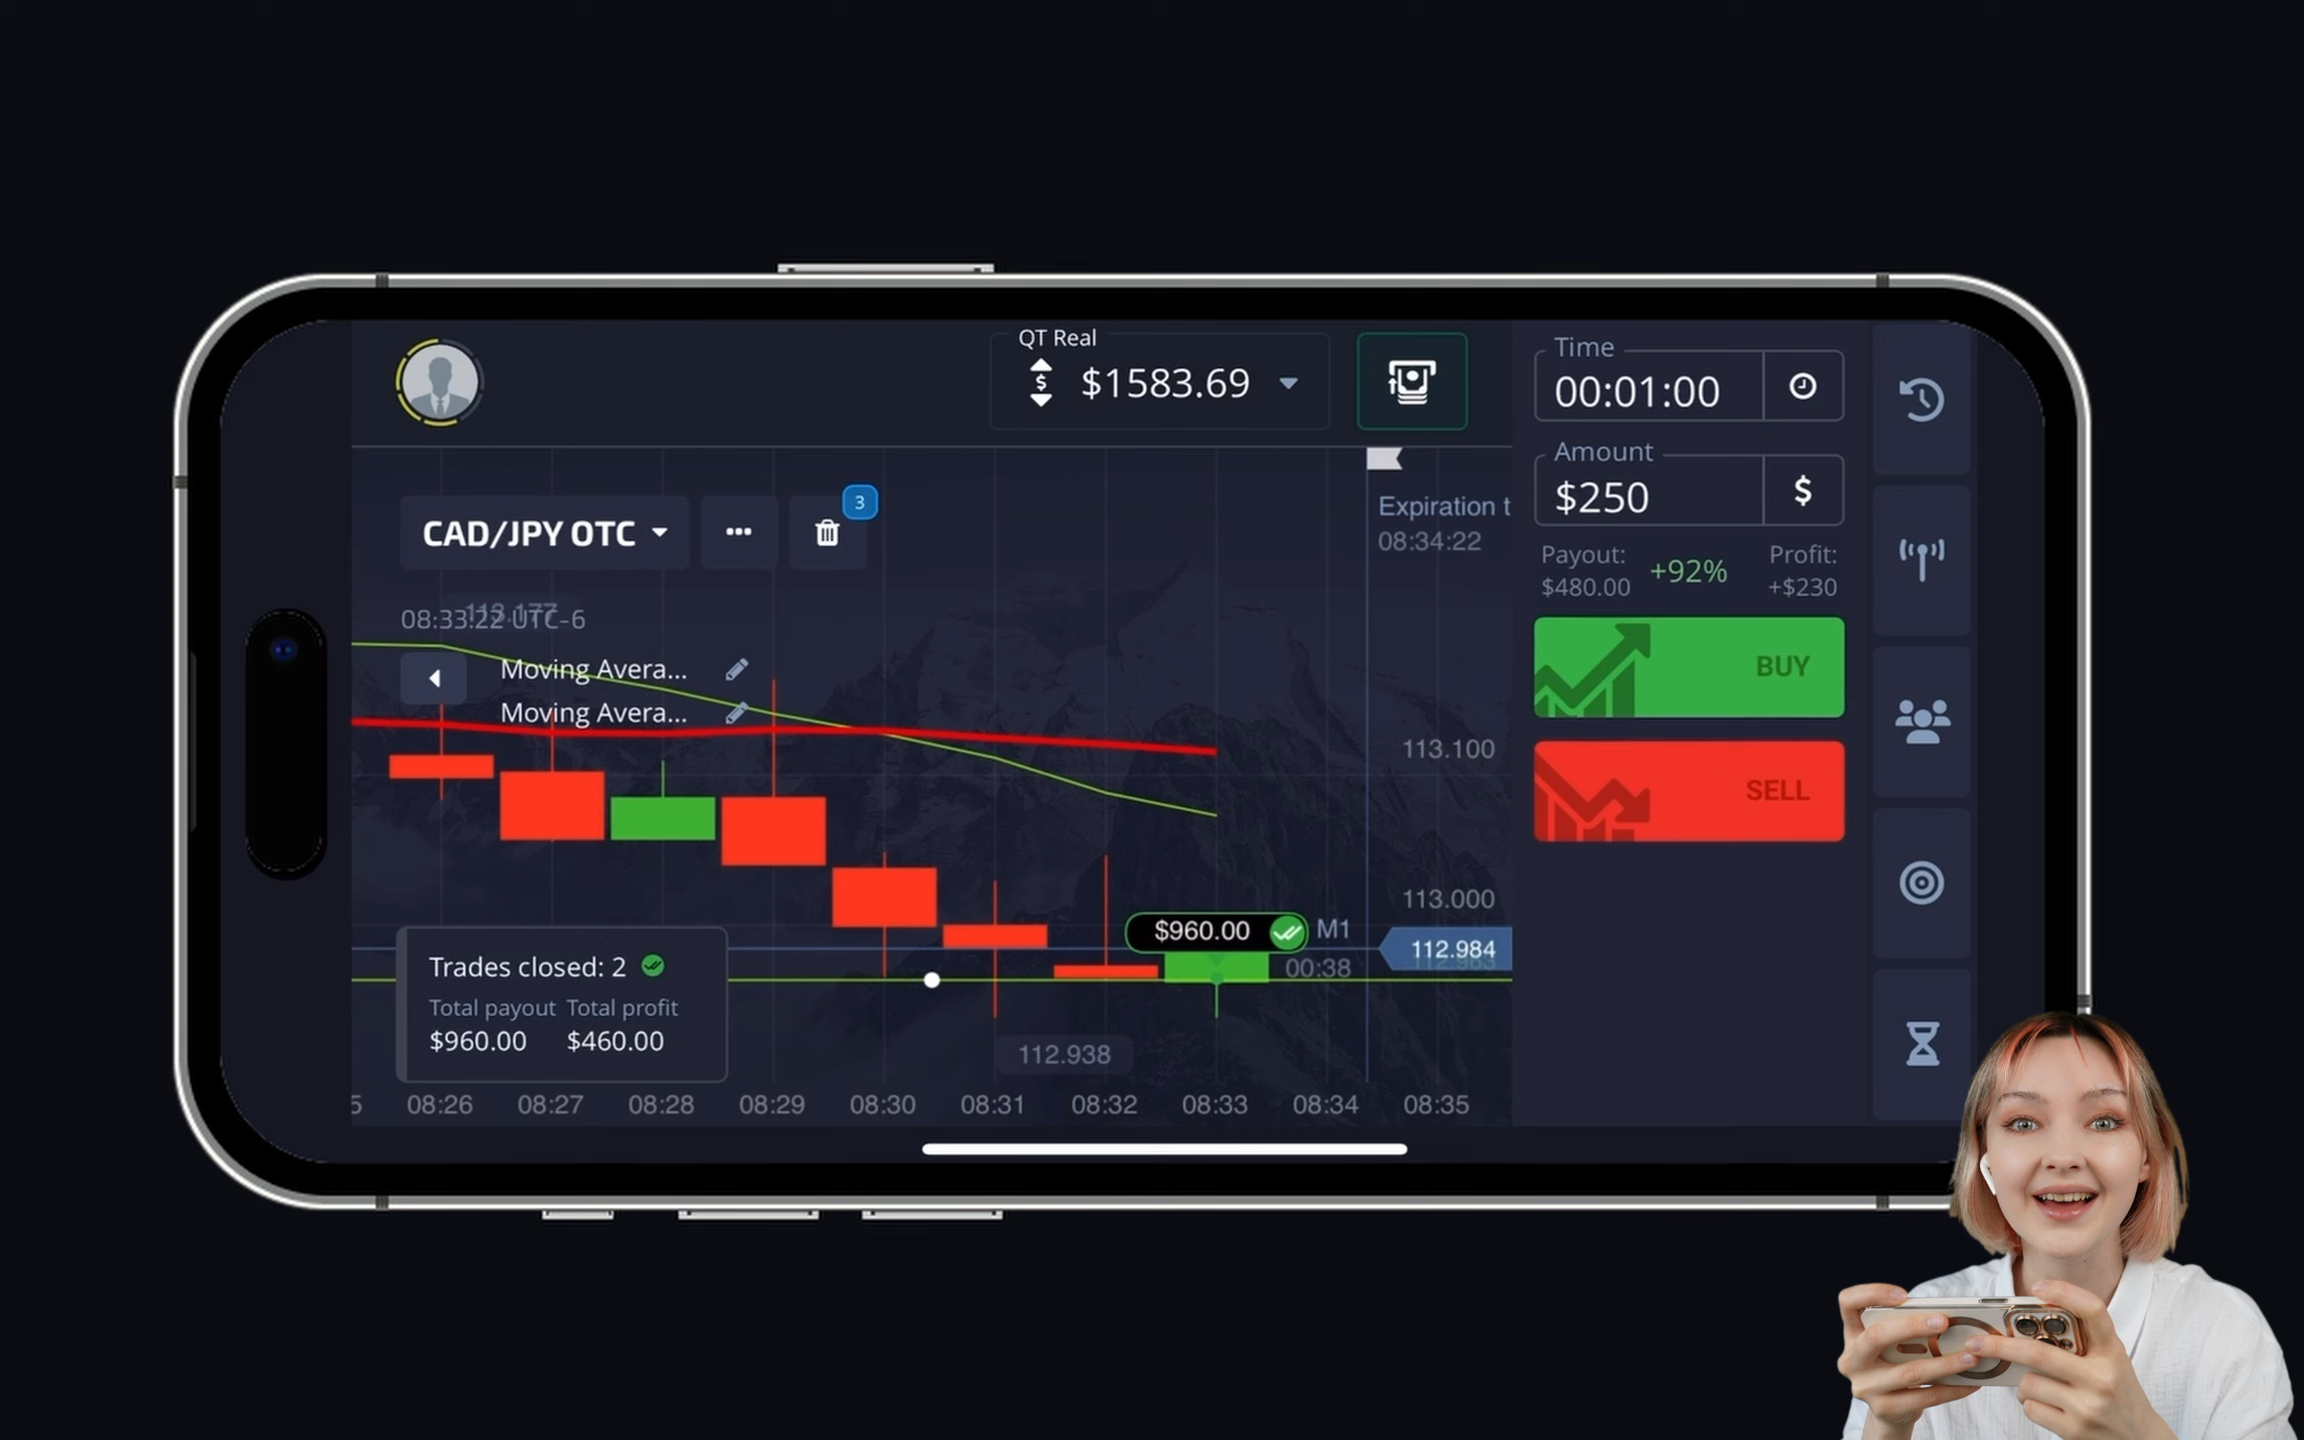 QT Real
$
$1583.69
Time
00:01:00
Amount
$250
$
Payout:
$480.00
+92%
Profit:
+$230
BUY
SELL
3
CAD/JPY OTC
Expiration t
08:34:22
113.177
08:33:22 UTC-6
Moving Avera...
Moving Avera...
113.100
113.000
$960.00
M1
00:38
112.984
Trades closed: 2
Total payout Total profit
$960.00 $460.00
112.938
5 08:26 08:27 08:28 08:29 08:30 08:31 08:32 08:33 08:34 08:35